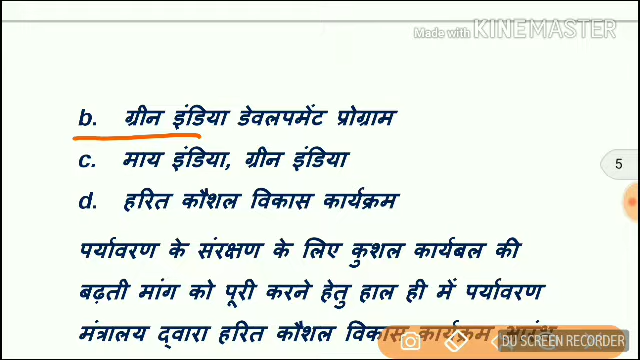 Made with KINEMASTER
b. ग्रीन इंडिया डेवलपमेंट प्रोग्राम
c. माय इंडिया, ग्रीन इंडिया
5
d. हरित कौशल विकास कार्यक्रम
पर्यावरण के संरक्षण के लिए कुशल कार्यबल की
बढ़ती मांग को पूरी करने हेतु हाल ही में पर्यावरण
मंत्रालय द्वारा हरित कौशल विकास कार्यक्रम
DU SCREEN RECORDER